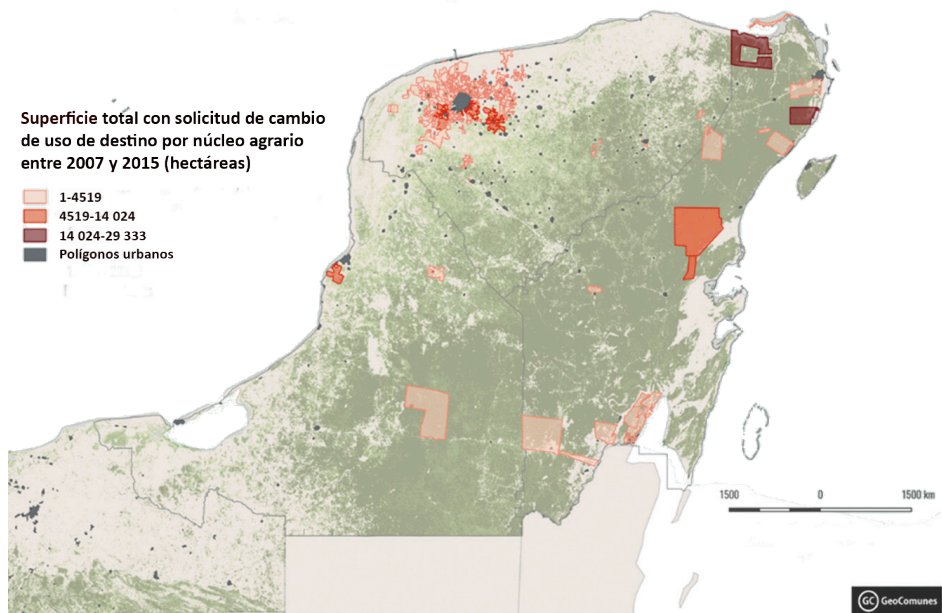 Superficie total con solicitud de cambio
de uso de destino por núcleo agrario
entre 2007 y 2015 (hectáreas)
1-4519
4519-14 024
14 024-29 333
Polígonos urbanos
1500 0 1500 km
GC GeoComunes